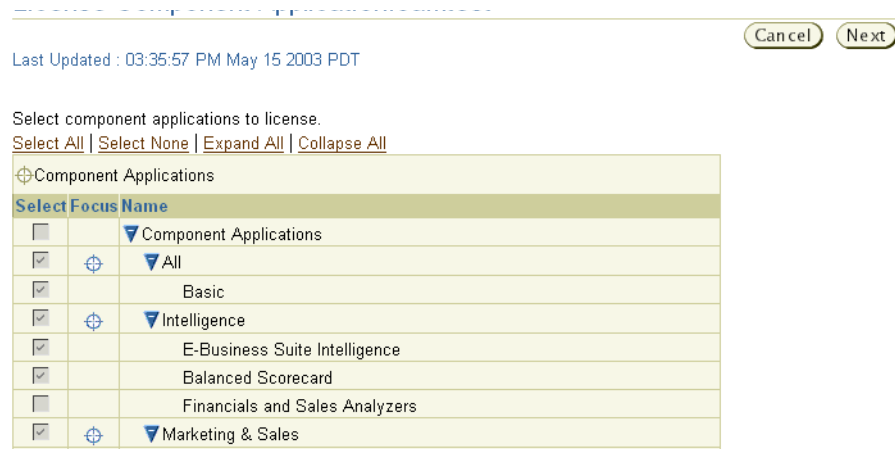 Cancel Next
Last Updated : 03:35:57 PM May 15 2003 PDT
Select component applications to license.
Select All | Select None | Expand All | Collapse All
Component Applications
Select Focus Name
Component Applications
All
Basic
Intelligence
E-Business Suite Intelligence
Balanced Scorecard
Financials and Sales Analyzers
Marketing & Sales